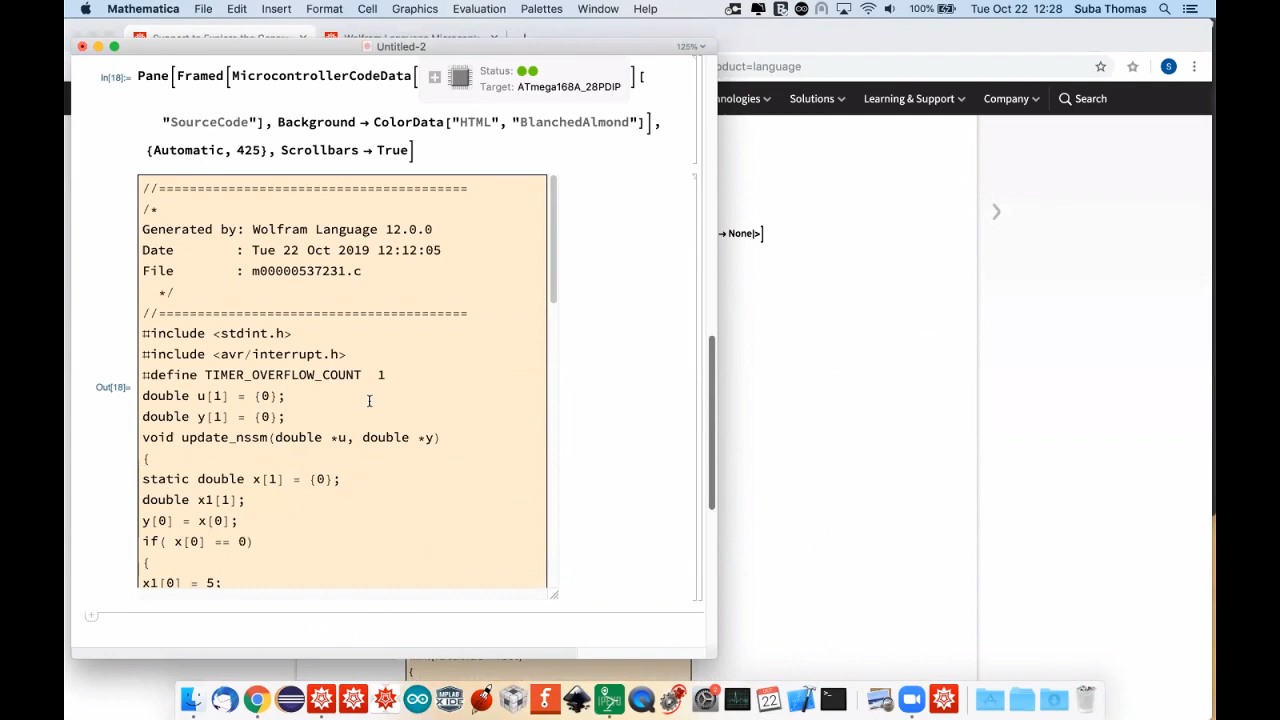 Mathematica File Edit Insert Format Cell Graphics Evaluation Palettes Window Help 100% Tue Oct 22 12:28 Suba Thomas
Untitled-2
125%
oduct=language
S
nologies Solutions Learning & Support Company Search
In[18]:= Pane[Framed[MicrocontrollerCodeData[
Status:
Target: ATmega168A_28PDIP
][
"SourceCode"], Background → ColorData["HTML", "BlanchedAlmond"]],
{Automatic, 425}, Scrollbars → True]
→ None|>]
Out[18]=
//========================================
/*
Generated by: Wolfram Language 12.0.0
Date : Tue 22 Oct 2019 12:12:05
File : m00000537231.c
*/
//========================================
#include <stdint.h>
#include <avr/interrupt.h>
#define TIMER_OVERFLOW_COUNT 1
double u[1] = {0};
double y[1] = {0};
void update_nssm(double *u, double *y)
{
static double x[1] = {0};
double x1[1];
y[0] = x[0];
if( x[0] == 0)
{
x1[0] = 5;
{